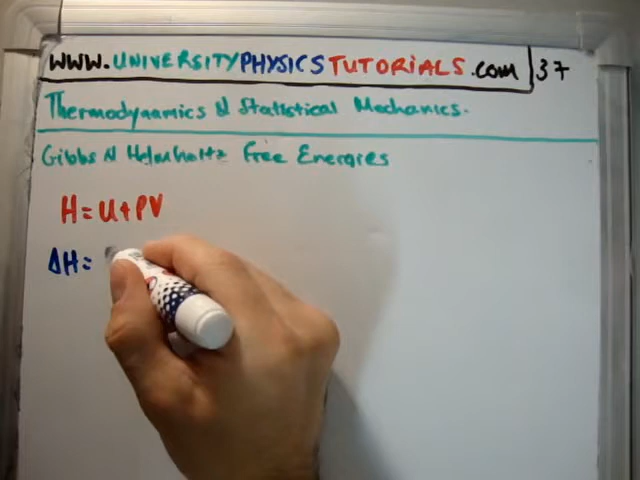 WWW.UNIVERSITYPHYSICSTUTORIALS.COM 37
Thermodynamics N Statistical Mechanics.
Gibbs N Helmholtz Free Energies
H = U + PV
ΔH =